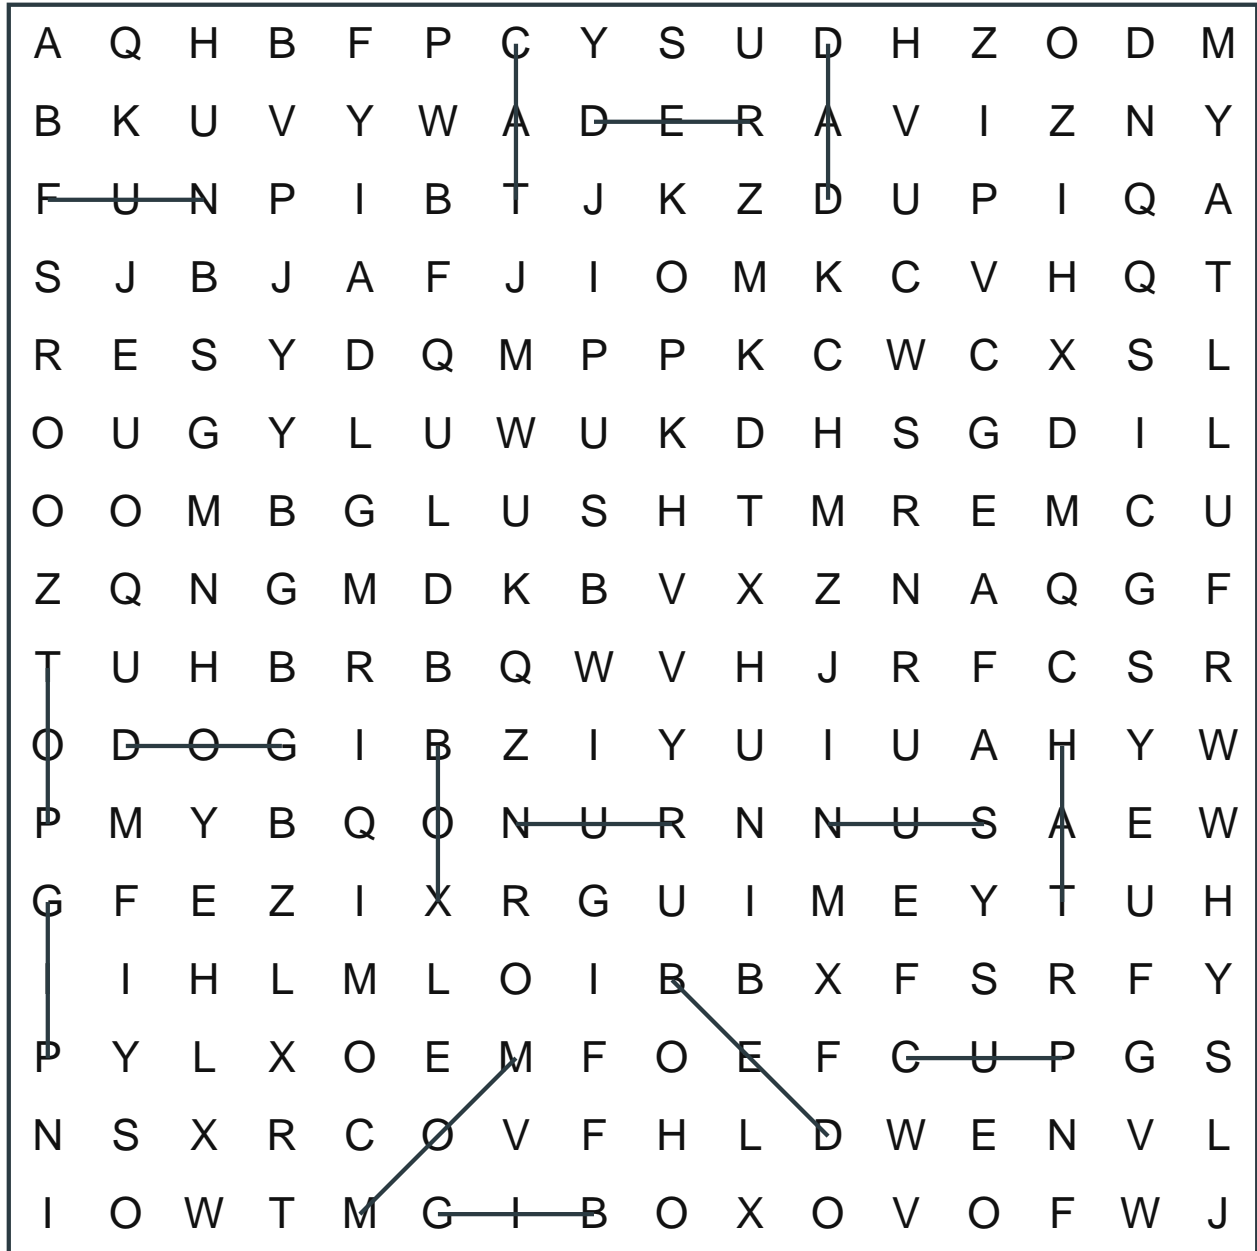 A Q H B F P C Y S U D H Z O D M
B K U V Y W A D E R A V I Z N Y
F U N P I B T J K Z D U P I Q A
S J B J A F J I O M K C V H Q T
R E S Y D Q M P P K C W C X S L
O U G Y L U W U K D H S G D I L
O O M B G L U S H T M R E M C U
Z Q N G M D K B V X Z N A Q G F
T U H B R B Q W V H J R F C S R
O D O G I B Z I Y U I U A H Y W
P M Y B Q O N U R N N U S A E W
G F E Z I X R G U I M E Y T U H
I I H L M L O I B B X F S R F Y
P Y L X O E M F O E F C U P G S
N S X R C O V F H L D W E N V L
I O W T M G I B O X O V O F W J